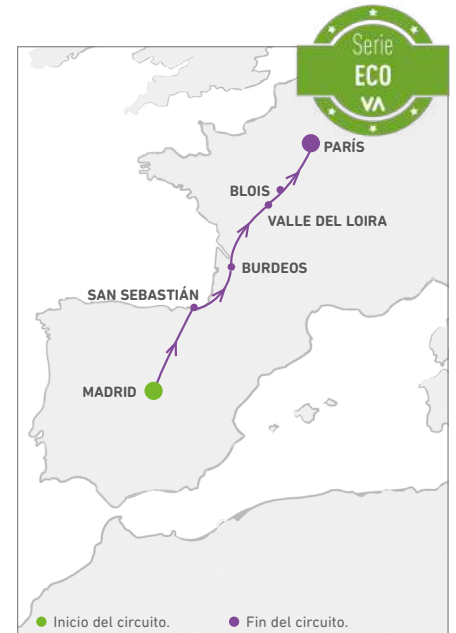 Serie
ECO
VA
PARÍS
BLOIS
VALLE DEL LOIRA
BURDEOS
SAN SEBASTIÁN
MADRID
Inicio del circuito.
Fin del circuito.